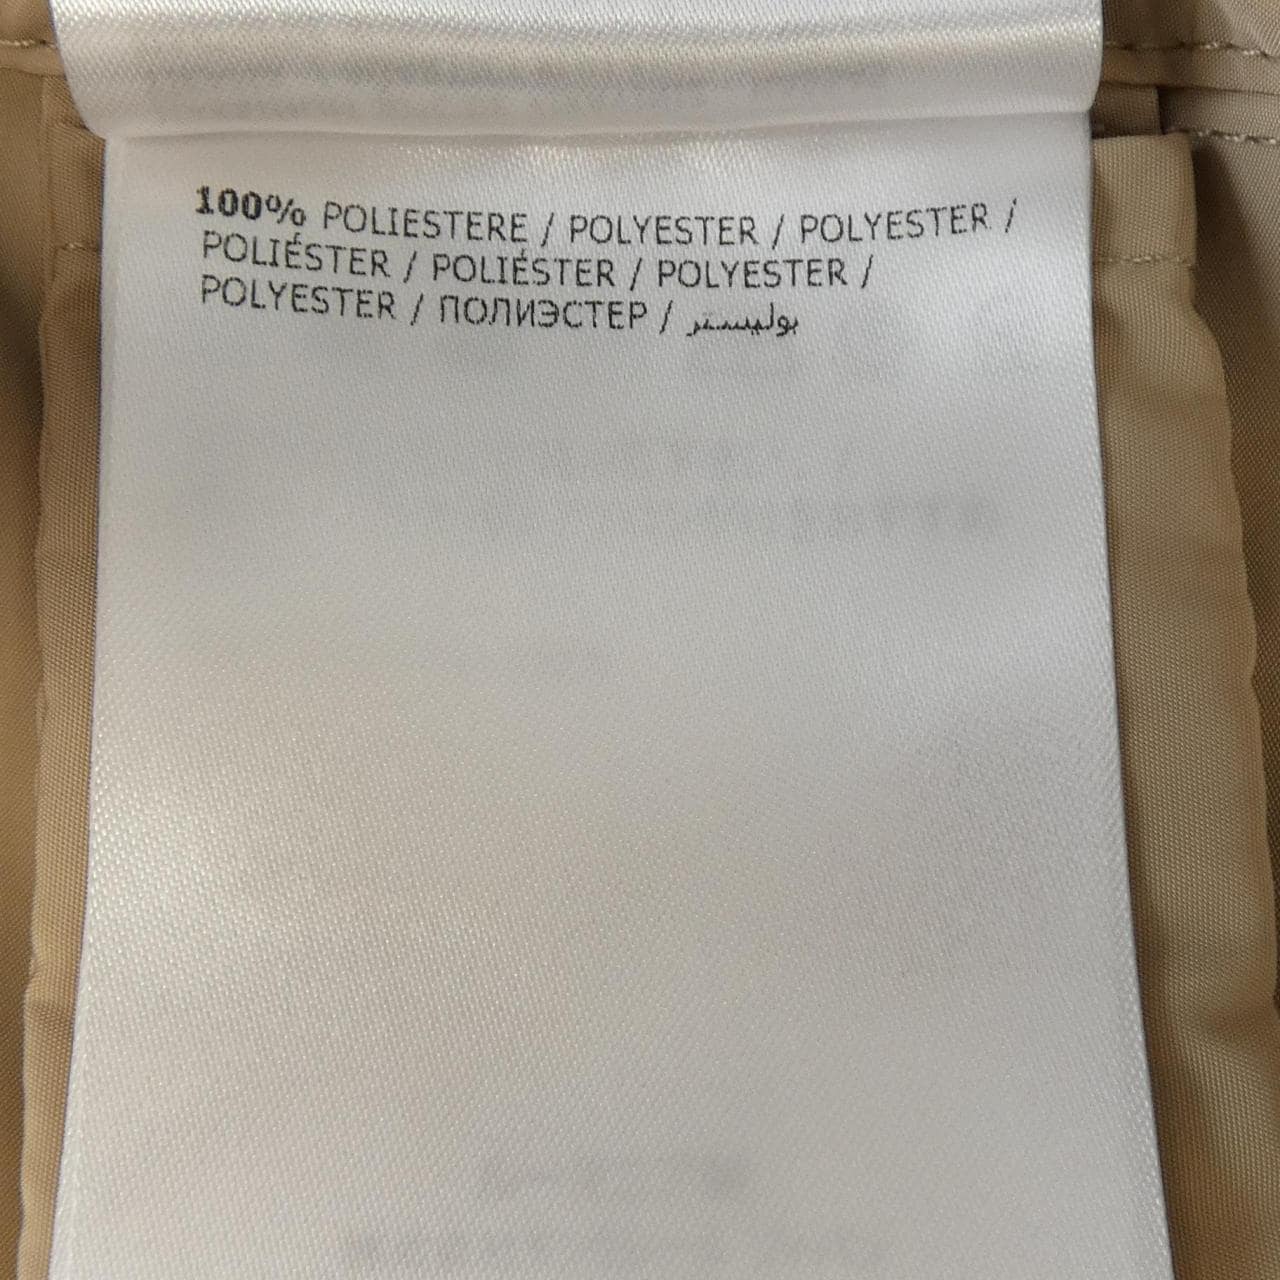 100% POLIESTERE / POLYESTER / POLYESTER /
POLIÉSTER / POLIÉSTER / POLYESTER /
POLYESTER / ПОЛИЭСТЕР / بوليستر